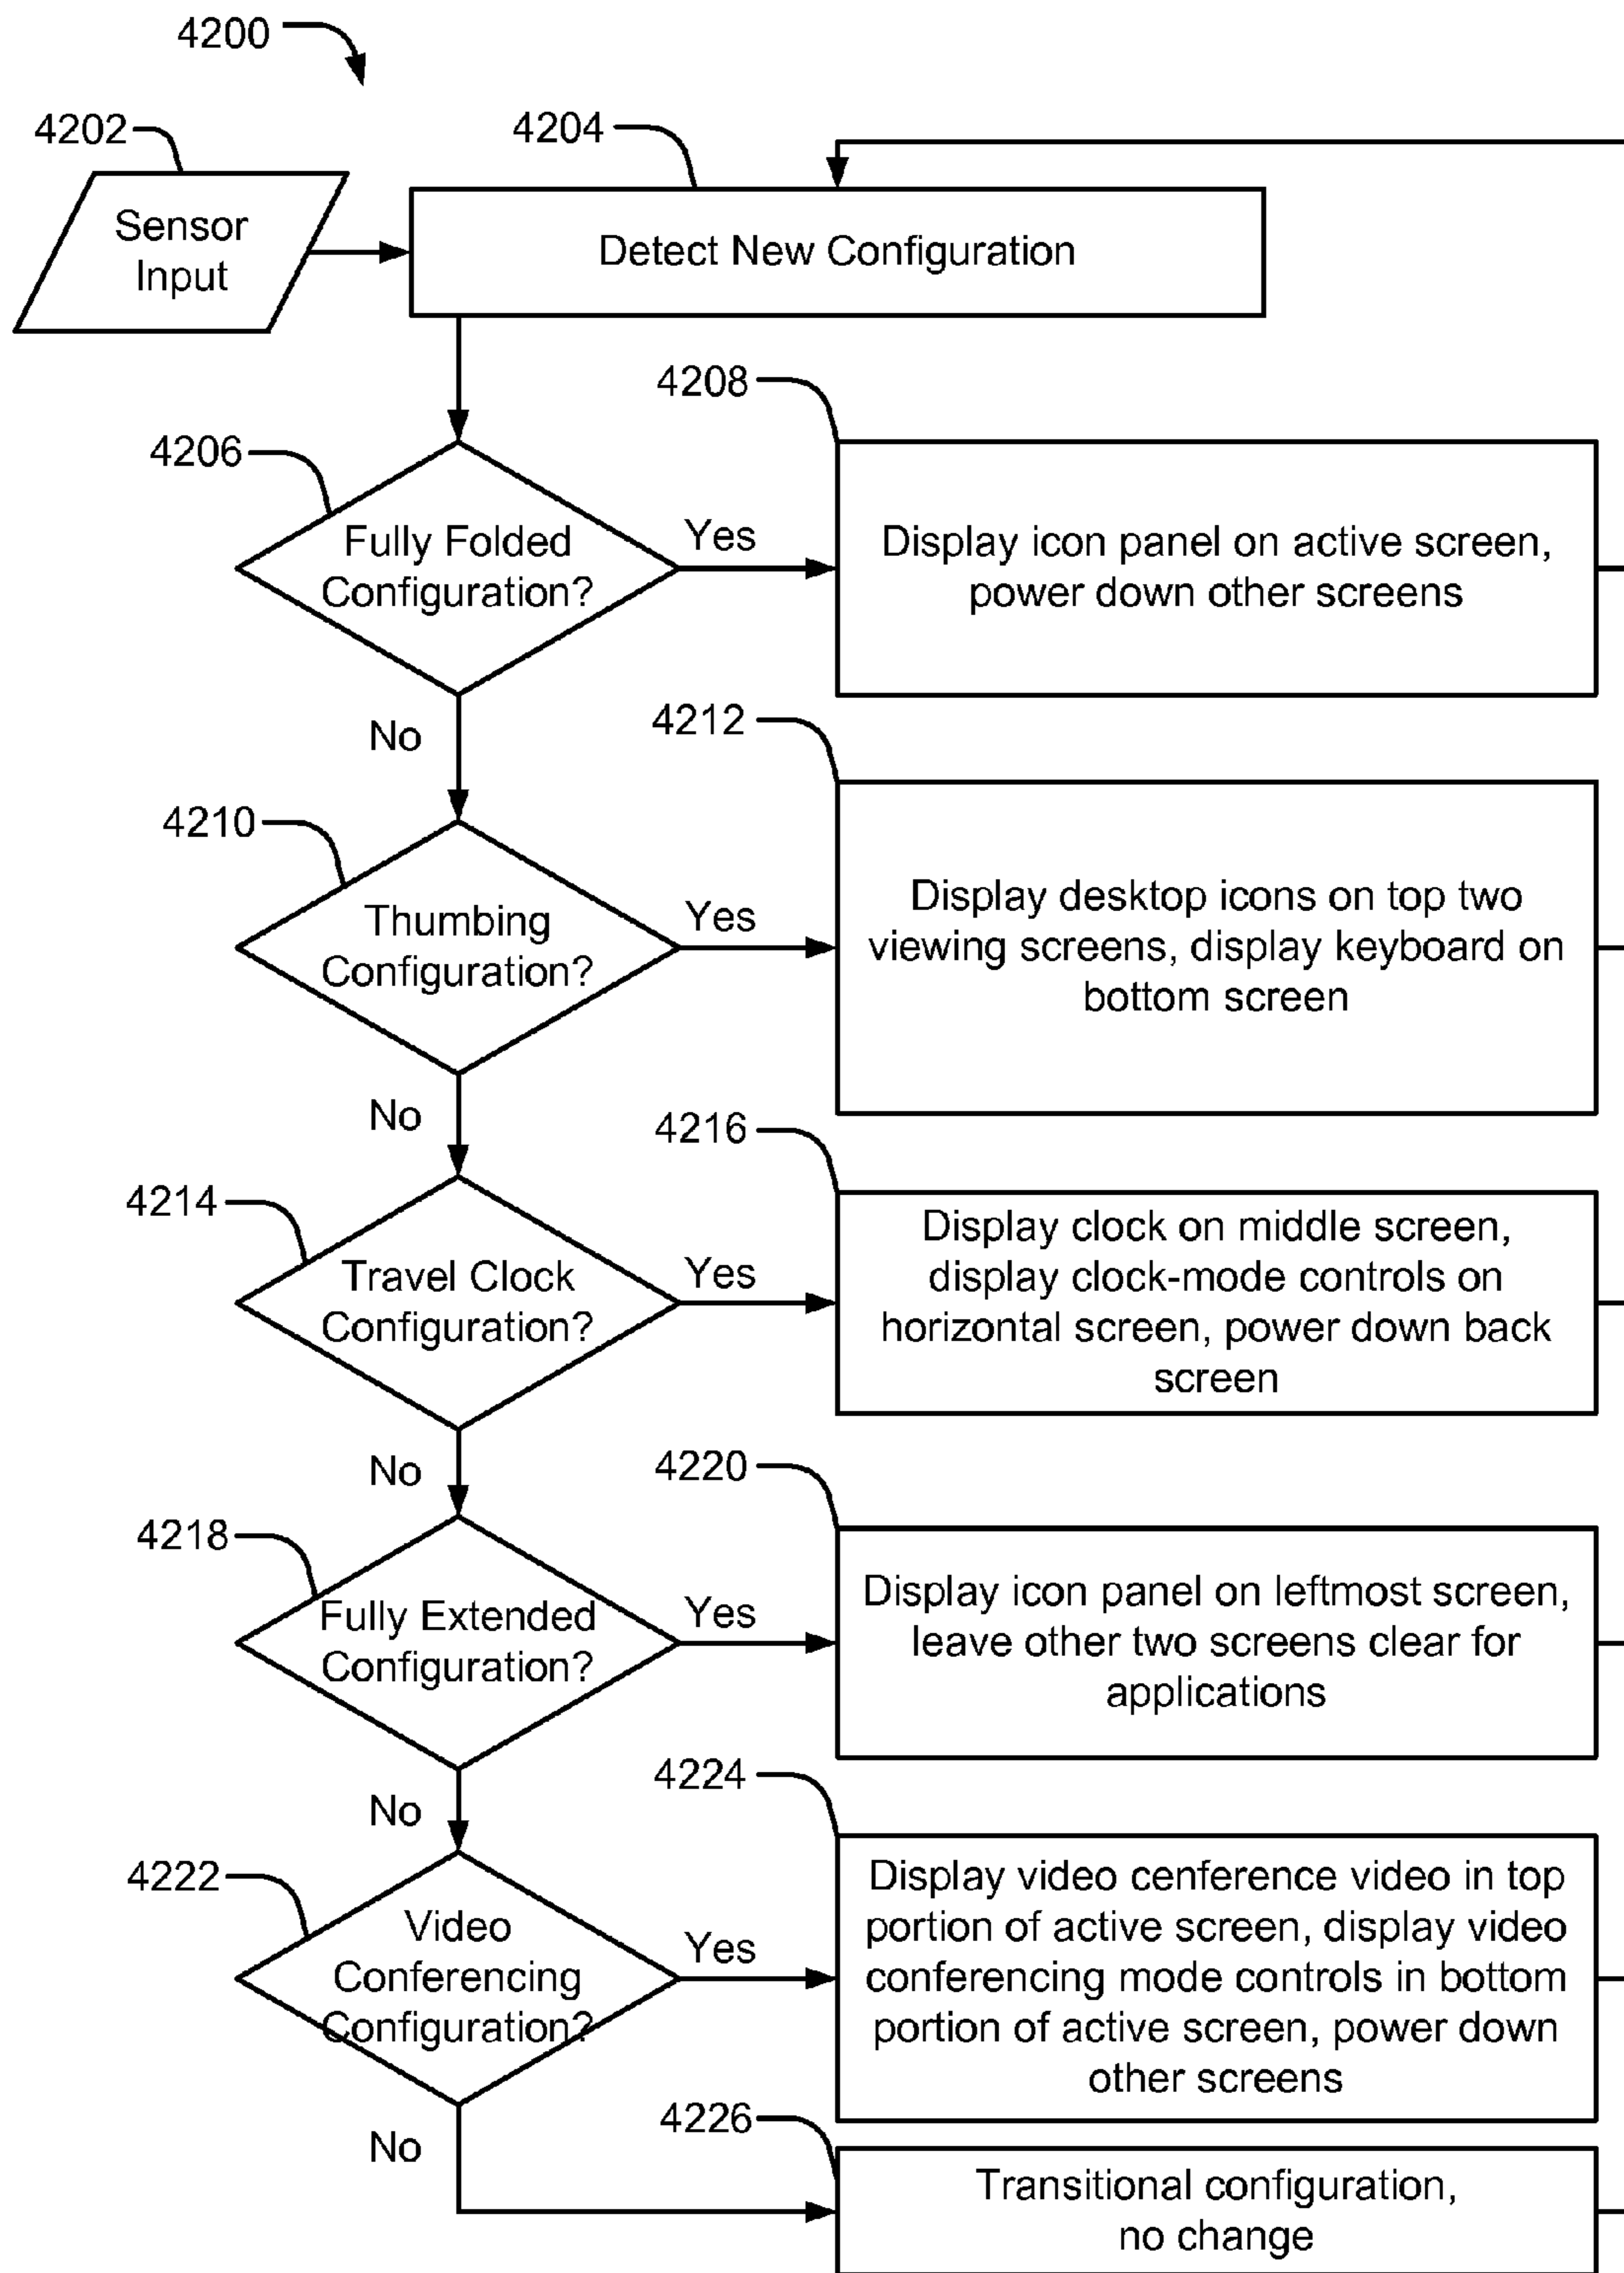 4200
4202
4204
Sensor
Input
Detect New Configuration
4206
4208
Fully Folded
Configuration?
Yes
Display icon panel on active screen,
power down other screens
No
4210
4212
Thumbing
Configuration?
Yes
Display desktop icons on top two
viewing screens, display keyboard on
bottom screen
No
4214
4216
Travel Clock
Configuration?
Yes
Display clock on middle screen,
display clock-mode controls on
horizontal screen, power down back
screen
No
4218
4220
Fully Extended
Configuration?
Yes
Display icon panel on leftmost screen,
leave other two screens clear for
applications
No
4222
4224
Video
Conferencing
Configuration?
Yes
Display video cenference video in top
portion of active screen, display video
conferencing mode controls in bottom
portion of active screen, power down
other screens
No
4226
Transitional configuration,
no change